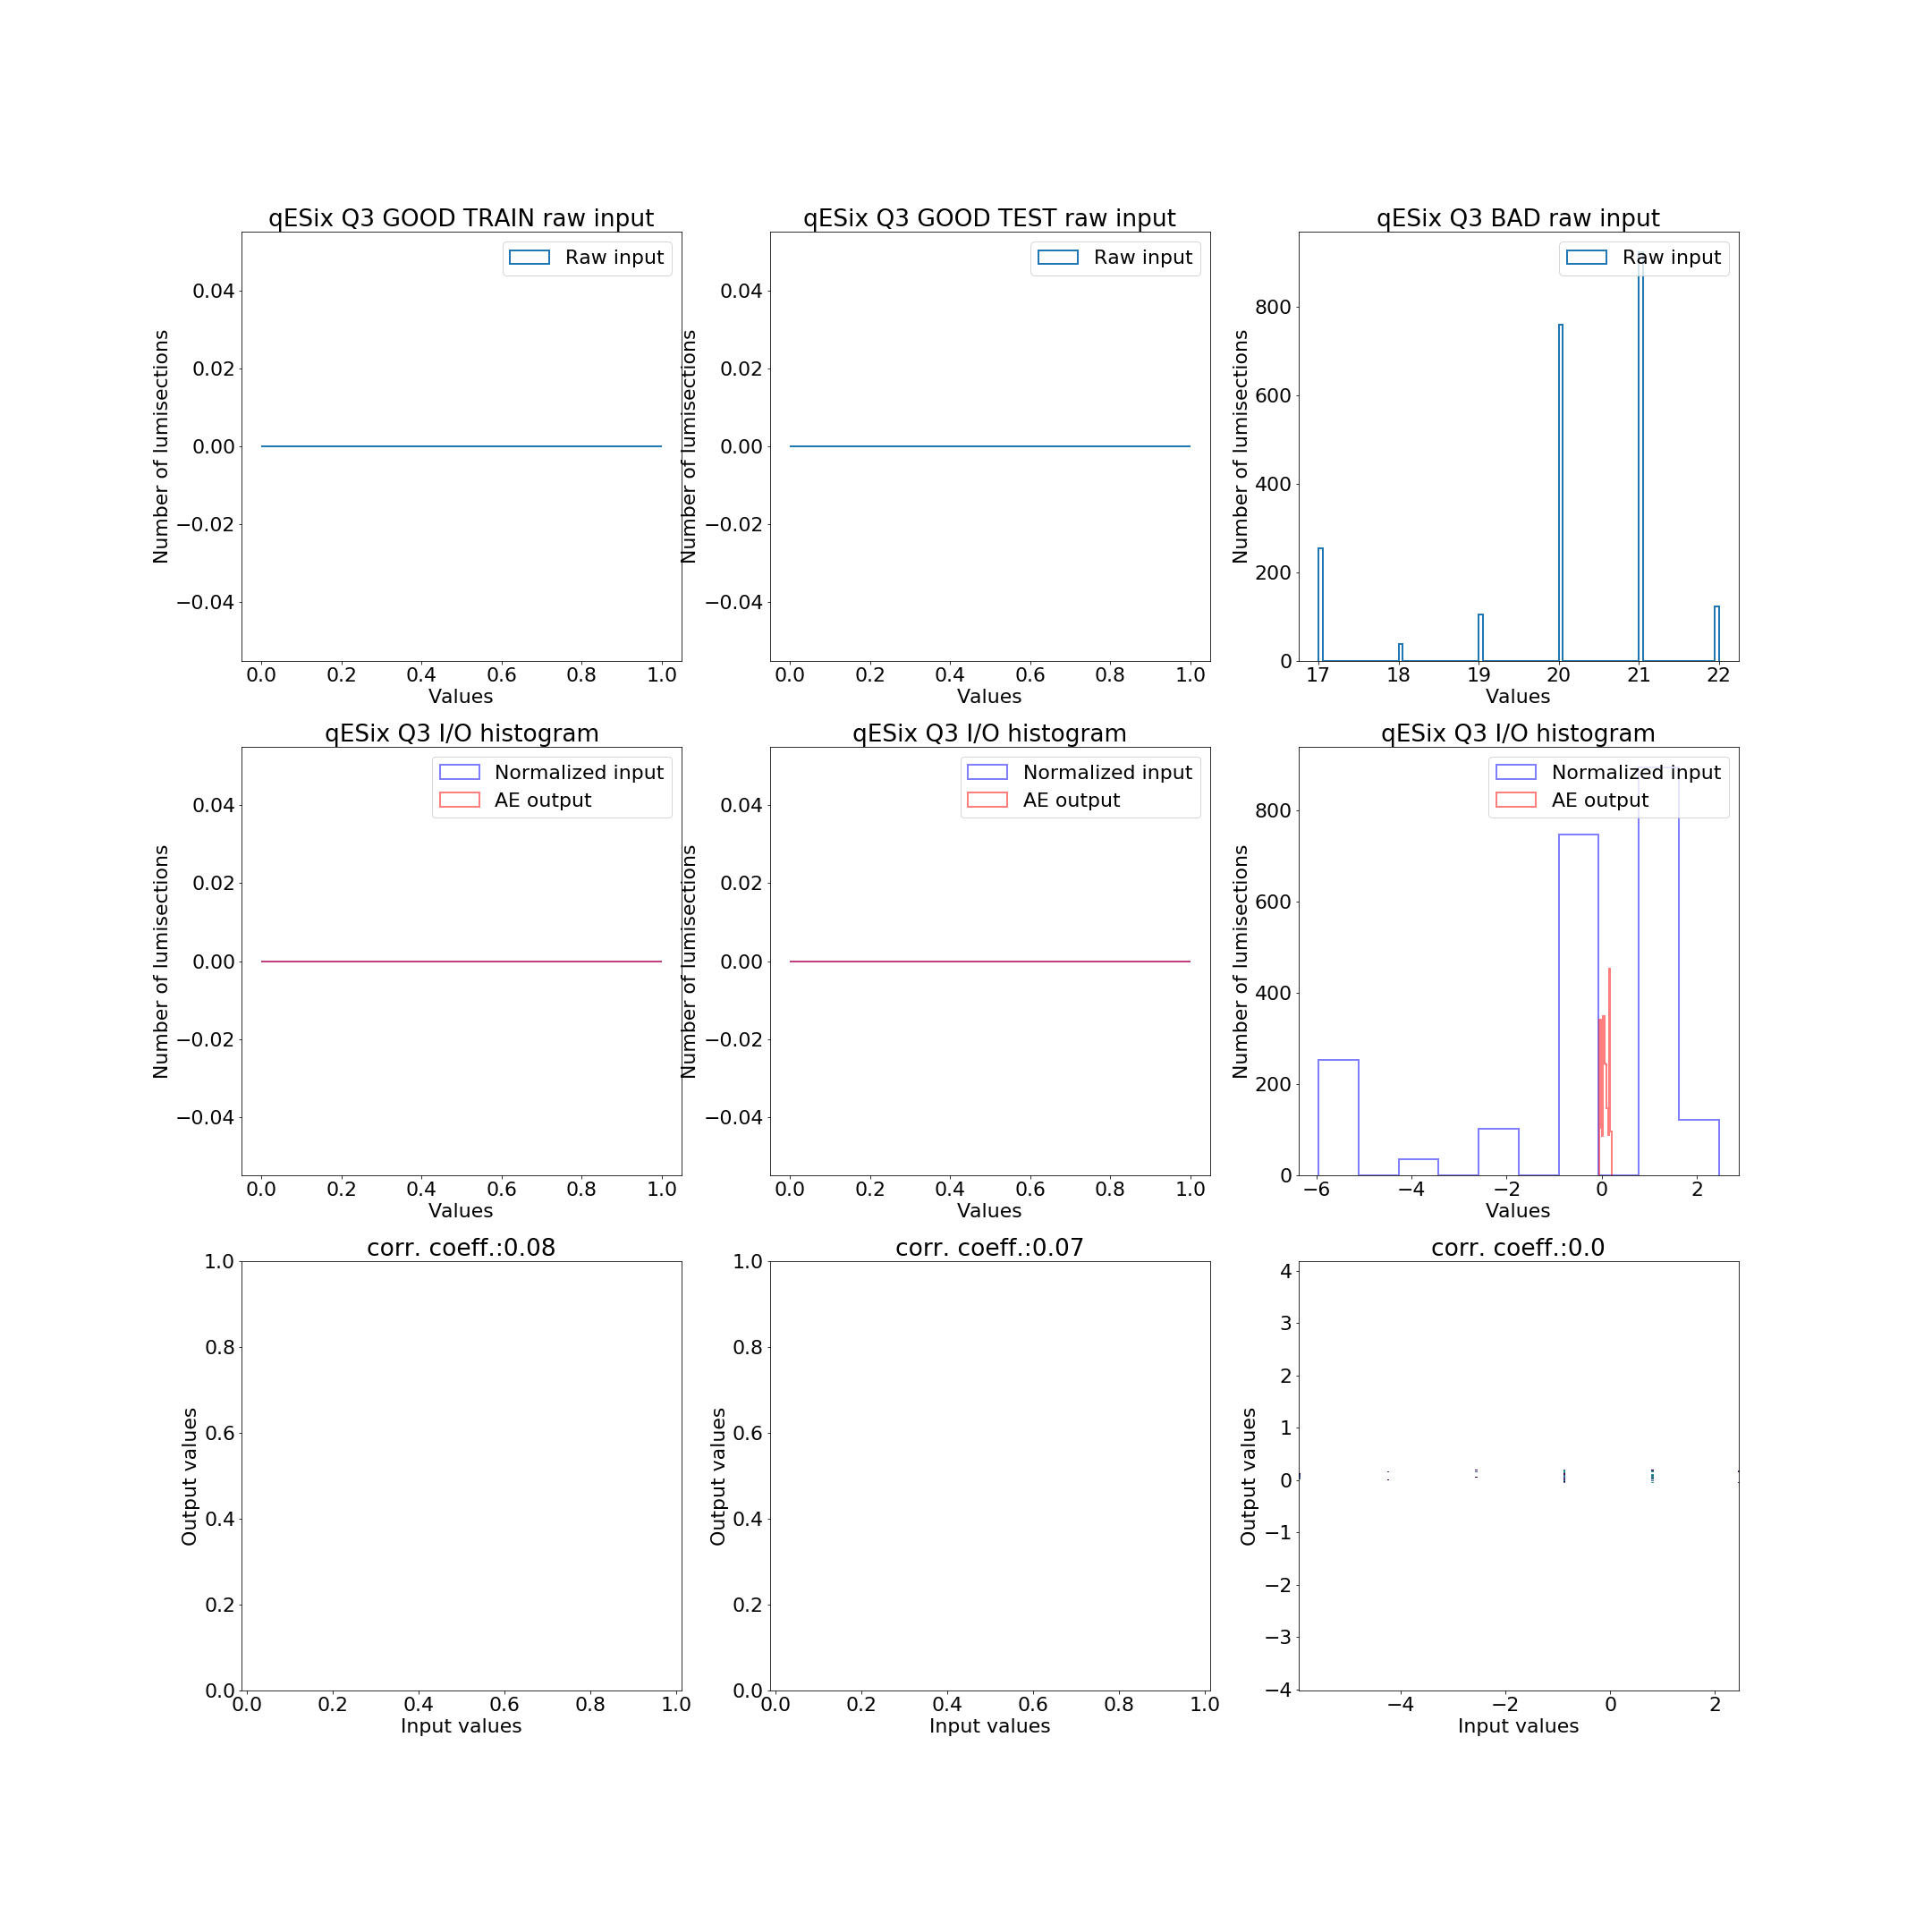 qESix Q3 GOOD TRAIN raw input
Raw input
Number of lumisections
0.04
0.02
0.00
−0.02
−0.04
0.0 0.2 0.4 0.6 0.8 1.0
Values
qESix Q3 GOOD TEST raw input
Raw input
Number of lumisections
0.04
0.02
0.00
−0.02
−0.04
0.0 0.2 0.4 0.6 0.8 1.0
Values
qESix Q3 BAD raw input
Raw input
Number of lumisections
800
600
400
200
0
17 18 19 20 21 22
Values
qESix Q3 I/O histogram
Normalized input
AE output
Number of lumisections
0.04
0.02
0.00
−0.02
−0.04
0.0 0.2 0.4 0.6 0.8 1.0
Values
qESix Q3 I/O histogram
Normalized input
AE output
Number of lumisections
0.04
0.02
0.00
−0.02
−0.04
0.0 0.2 0.4 0.6 0.8 1.0
Values
qESix Q3 I/O histogram
Normalized input
AE output
Number of lumisections
800
600
400
200
0
−6 −4 −2 0 2
Values
corr. coeff.:0.08
Output values
1.0
0.8
0.6
0.4
0.2
0.0
0.0 0.2 0.4 0.6 0.8 1.0
Input values
corr. coeff.:0.07
Output values
1.0
0.8
0.6
0.4
0.2
0.0
0.0 0.2 0.4 0.6 0.8 1.0
Input values
corr. coeff.:0.0
Output values
4
3
2
1
0
−1
−2
−3
−4
−4 −2 0 2
Input values